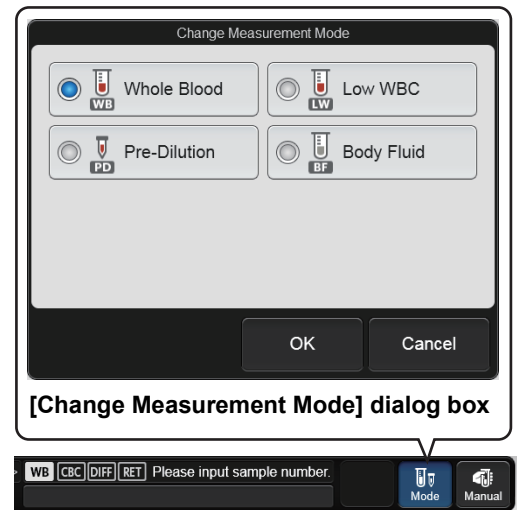 Change Measurement Mode
Whole Blood
WB
Low WBC
LW
Pre-Dilution
PD
Body Fluid
BF
OK Cancel
[Change Measurement Mode] dialog box
WB CBC DIFF RET Please input sample number.
Mode Manual